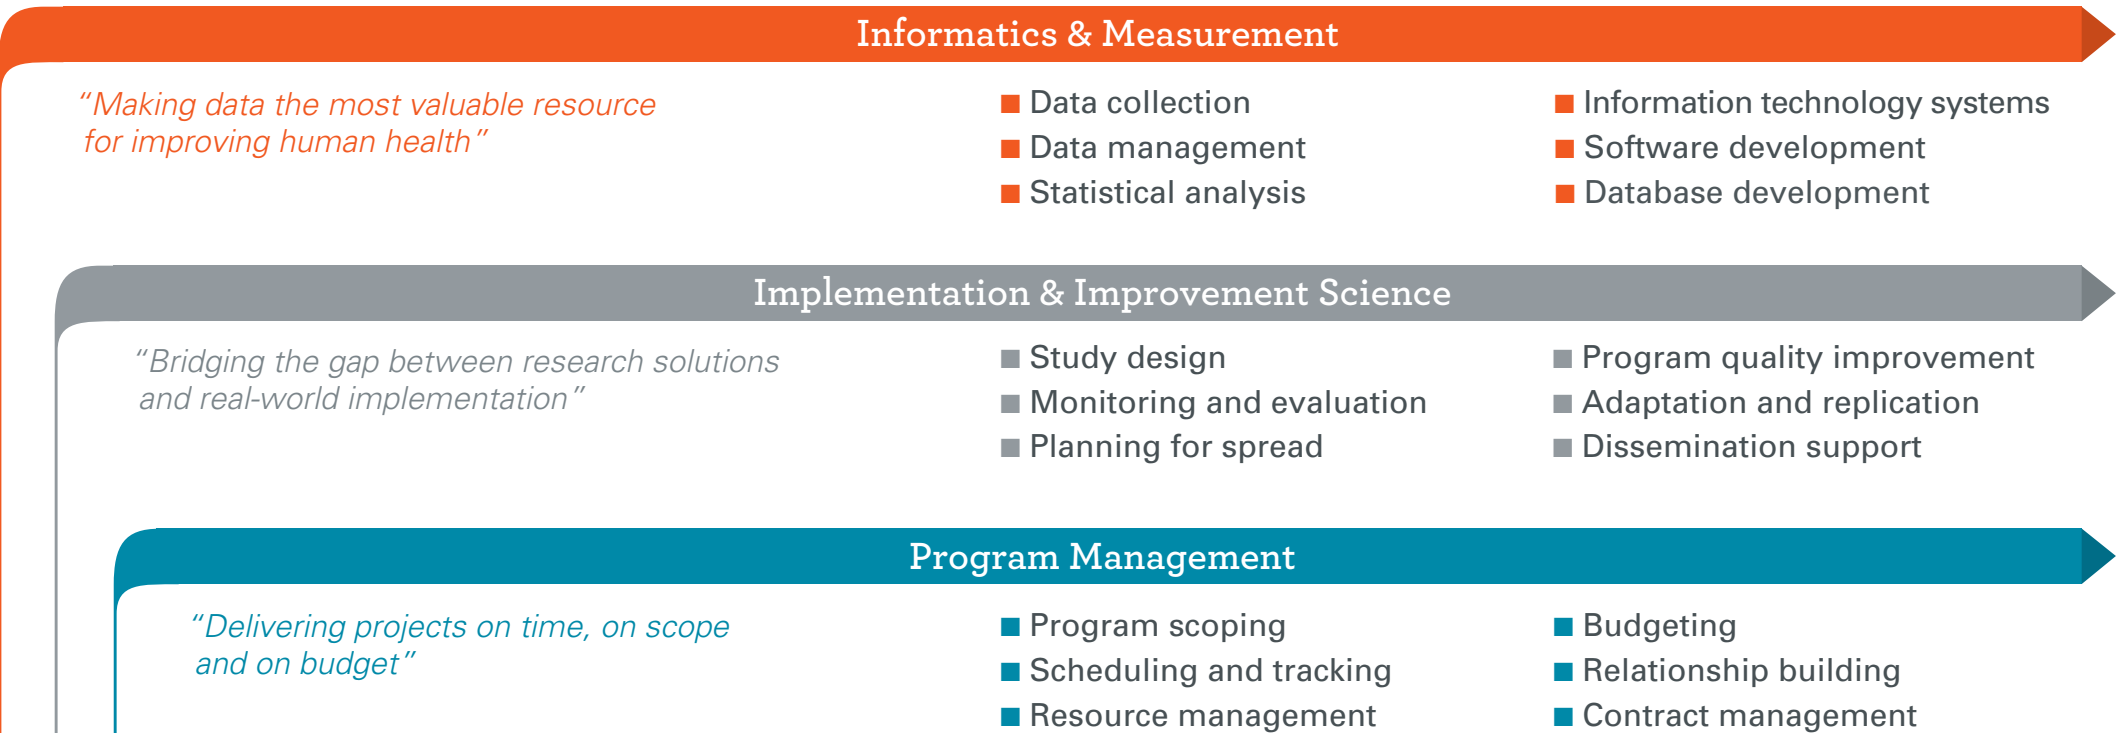 Informatics & Measurement
“Making data the most valuable resource
for improving human health”
Data collection
Data management
Statistical analysis
Information technology systems
Software development
Database development
Implementation & Improvement Science
“Bridging the gap between research solutions
and real-world implementation”
Study design
Monitoring and evaluation
Planning for spread
Program quality improvement
Adaptation and replication
Dissemination support
Program Management
“Delivering projects on time, on scope
and on budget”
Program scoping
Scheduling and tracking
Resource management
Budgeting
Relationship building
Contract management